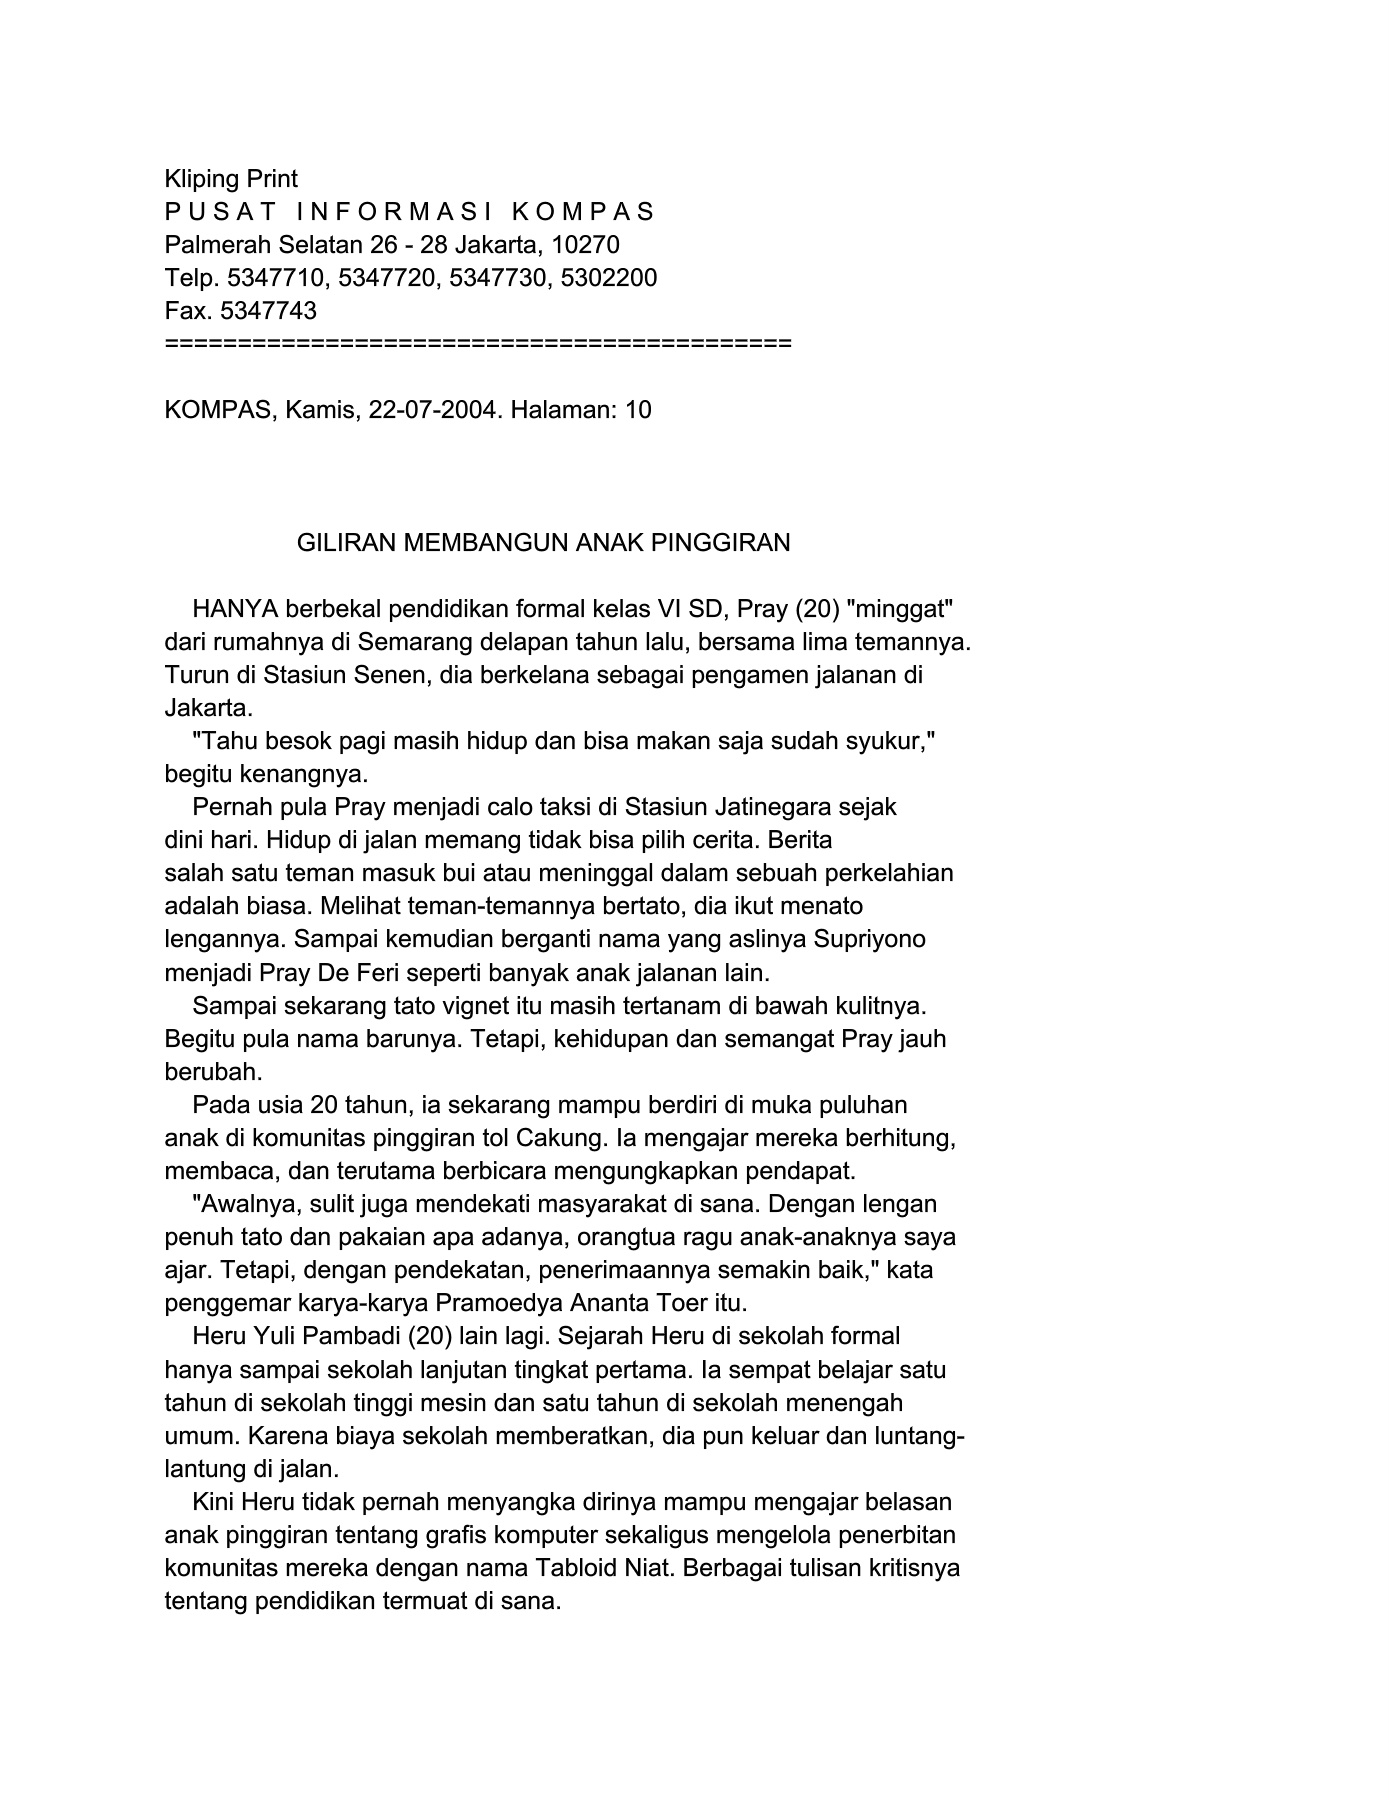 Kliping Print
P U S A T   I N F O R M A S I   K O M P A S
Palmerah Selatan 26 - 28 Jakarta, 10270
Telp. 5347710, 5347720, 5347730, 5302200
Fax. 5347743
===========================================
KOMPAS, Kamis, 22-07-2004. Halaman: 10
GILIRAN MEMBANGUN ANAK PINGGIRAN
HANYA berbekal pendidikan formal kelas VI SD, Pray (20) "minggat"
dari rumahnya di Semarang delapan tahun lalu, bersama lima temannya.
Turun di Stasiun Senen, dia berkelana sebagai pengamen jalanan di
Jakarta.
"Tahu besok pagi masih hidup dan bisa makan saja sudah syukur,"
begitu kenangnya.
Pernah pula Pray menjadi calo taksi di Stasiun Jatinegara sejak
dini hari. Hidup di jalan memang tidak bisa pilih cerita. Berita
salah satu teman masuk bui atau meninggal dalam sebuah perkelahian
adalah biasa. Melihat teman-temannya bertato, dia ikut menato
lengannya. Sampai kemudian berganti nama yang aslinya Supriyono
menjadi Pray De Feri seperti banyak anak jalanan lain.
Sampai sekarang tato vignet itu masih tertanam di bawah kulitnya.
Begitu pula nama barunya. Tetapi, kehidupan dan semangat Pray jauh
berubah.
Pada usia 20 tahun, ia sekarang mampu berdiri di muka puluhan
anak di komunitas pinggiran tol Cakung. Ia mengajar mereka berhitung,
membaca, dan terutama berbicara mengungkapkan pendapat.
"Awalnya, sulit juga mendekati masyarakat di sana. Dengan lengan
penuh tato dan pakaian apa adanya, orangtua ragu anak-anaknya saya
ajar. Tetapi, dengan pendekatan, penerimaannya semakin baik," kata
penggemar karya-karya Pramoedya Ananta Toer itu.
Heru Yuli Pambadi (20) lain lagi. Sejarah Heru di sekolah formal
hanya sampai sekolah lanjutan tingkat pertama. Ia sempat belajar satu
tahun di sekolah tinggi mesin dan satu tahun di sekolah menengah
umum. Karena biaya sekolah memberatkan, dia pun keluar dan luntang-
lantung di jalan.
Kini Heru tidak pernah menyangka dirinya mampu mengajar belasan
anak pinggiran tentang grafis komputer sekaligus mengelola penerbitan
komunitas mereka dengan nama Tabloid Niat. Berbagai tulisan kritisnya
tentang pendidikan termuat di sana.